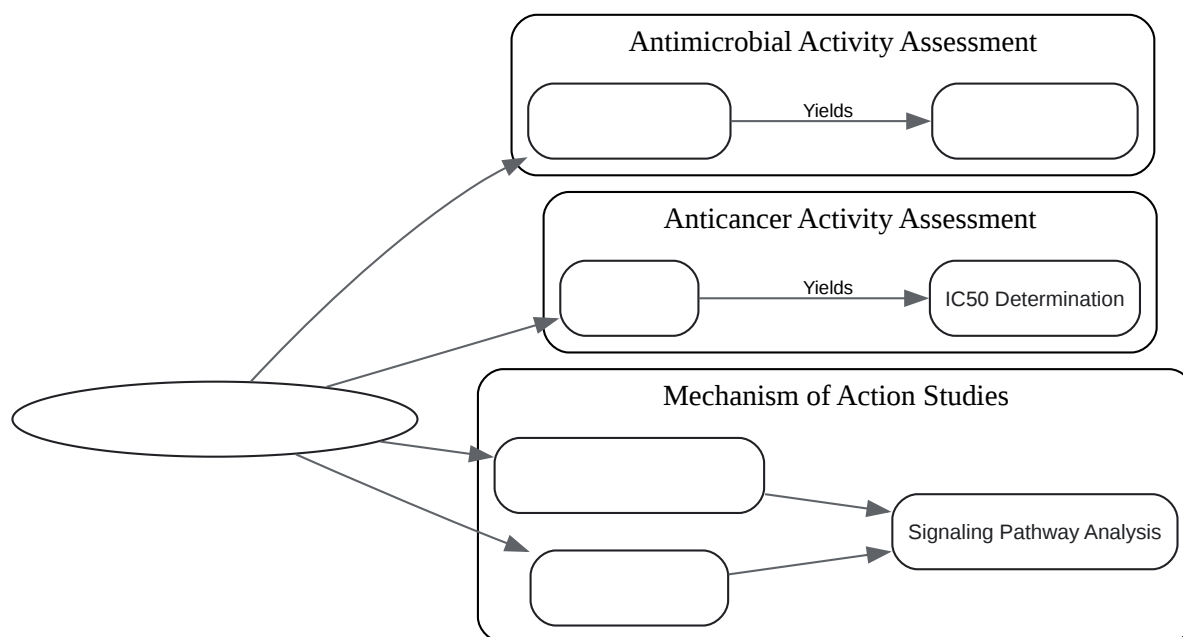 Antimicrobial Activity Assessment
Yields
Anticancer Activity Assessment
Yields
IC50 Determination
Mechanism of Action Studies
Signaling Pathway Analysis